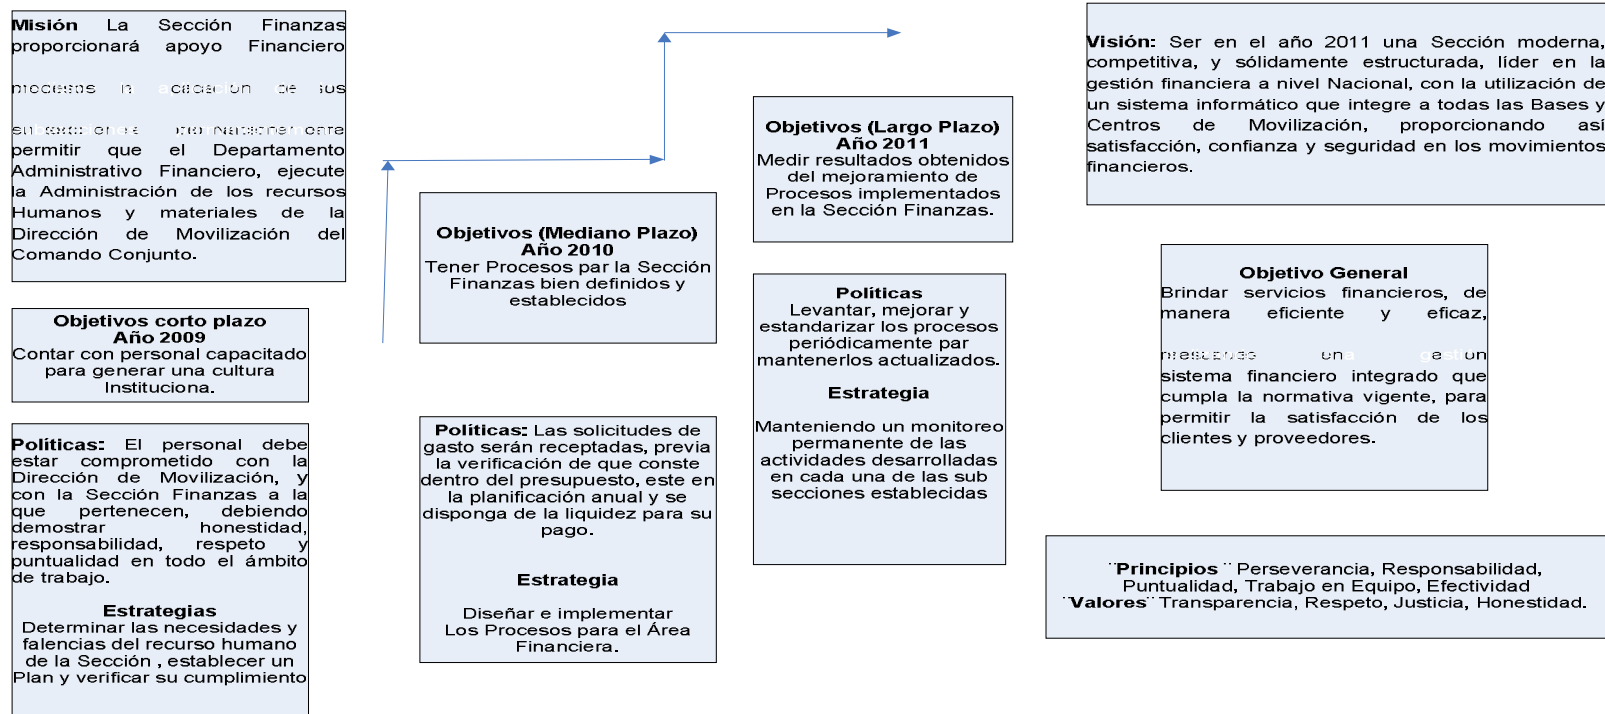 Misión La Sección Finanzas
proporcionará apoyo Financiero
procesos sus
permitir que el Departamento
Administrativo Financiero, ejecute
la Administración de los recursos
Humanos y materiales de la
Dirección de Movilización del
Comando Conjunto.
Objetivos corto plazo
Año 2009
Contar con personal capacitado
para generar una cultura
Instituciona.
Políticas: El personal debe
estar comprometido con la
Dirección de Movilización, y
con la Sección Finanzas a la
que pertenecen, debiendo
demostrar honestidad,
responsabilidad, respeto y
puntualidad en todo el ámbito
de trabajo.
Estrategias
Determinar las necesidades y
falencias del recurso humano
de la Sección , establecer un
Plan y verificar su cumplimiento
Objetivos (Mediano Plazo)
Año 2010
Tener Procesos par la Sección
Finanzas bien definidos y
establecidos
Políticas: Las solicitudes de
gasto serán receptadas, previa
la verificación de que conste
dentro del presupuesto, este en
la planificación anual y se
disponga de la liquidez para su
pago.
Estrategia
Diseñar e implementar
Los Procesos para el Área
Financiera.
Objetivos (Largo Plazo)
Año 2011
Medir resultados obtenidos
del mejoramiento de
Procesos implementados
en la Sección Finanzas.
Políticas
Levantar, mejorar y
estandarizar los procesos
periódicamente par
mantenerlos actualizados.
Estrategia
Manteniendo un monitoreo
permanente de las
actividades desarrolladas
en cada una de las sub
secciones establecidas
Visión: Ser en el año 2011 una Sección moderna,
competitiva, y sólidamente estructurada, líder en la
gestión financiera a nivel Nacional, con la utilización de
un sistema informático que integre a todas las Bases y
Centros de Movilización, proporcionando así
satisfacción, confianza y seguridad en los movimientos
financieros.
Objetivo General
Brindar servicios financieros, de
manera eficiente y eficaz,
sistema financiero integrado que
cumpla la normativa vigente, para
permitir la satisfacción de los
clientes y proveedores.
¨Principios¨ Perseverancia, Responsabilidad,
Puntualidad, Trabajo en Equipo, Efectividad
¨Valores¨ Transparencia, Respeto, Justicia, Honestidad.